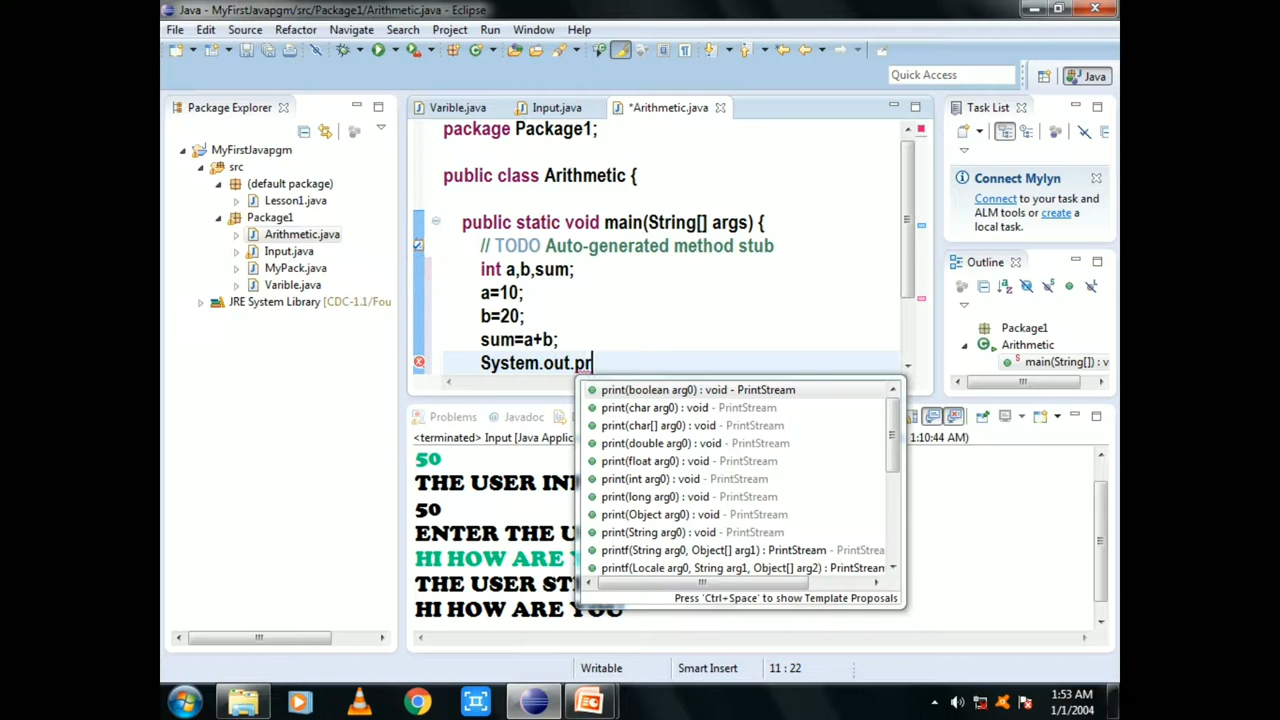 Java - MyFirstJavapgm/src/Package1/Arithmetic.java - Eclipse
File Edit Source Refactor Navigate Search Project Run Window Help
Quick Access
Java
Package Explorer
Varible.java Input.java *Arithmetic.java
Task List
MyFirstJavapgm
src
(default package)
Lesson1.java
Package1
Arithmetic.java
Input.java
MyPack.java
Varible.java
JRE System Library [CDC-1.1/Fou
package Package1;
public class Arithmetic {
public static void main(String[] args) {
// TODO Auto-generated method stub
int a,b,sum;
a=10;
b=20;
sum=a+b;
System.out.pr
print(boolean arg0) : void - PrintStream
print(char arg0) : void - PrintStream
print(char[] arg0) : void - PrintStream
print(double arg0) : void - PrintStream
print(float arg0) : void - PrintStream
print(int arg0) : void - PrintStream
print(long arg0) : void - PrintStream
print(Object arg0) : void - PrintStream
print(String arg0) : void - PrintStream
printf(String arg0, Object[] arg1) : PrintStream - PrintStrea
printf(Locale arg0, String arg1, Object[] arg2) : PrintStream
Press 'Ctrl+Space' to show Template Proposals
Connect Mylyn
Connect to your task and
ALM tools or create a
local task.
Outline
Package1
Arithmetic
main(String[]) : v
Problems @ Javadoc
<terminated> Input [Java Applic 1:10:44 AM)
50
THE USER
50
ENTER THE
HI HOW ARE
THE USER
HI HOW ARE YOU
Writable Smart Insert 11 : 22
1:53 AM
1/1/2004